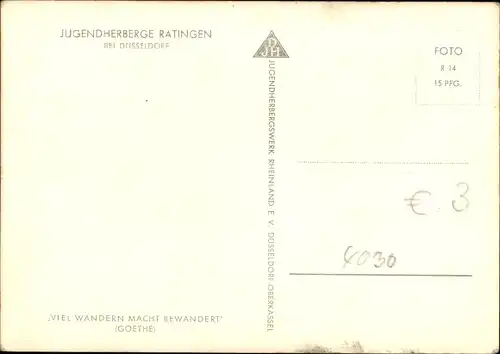 JUGENDHERBERGE RATINGEN
BEI DÜSSELDORF
DJH
JUGENDHERBERGSWERK RHEINLAND E. V. DÜSSELDORF-OBERKASSEL
FOTO
R 14
15 PFG.
€ 3
4030
„VIEL WANDERN MACHT BEWANDERT"
(GOETHE)